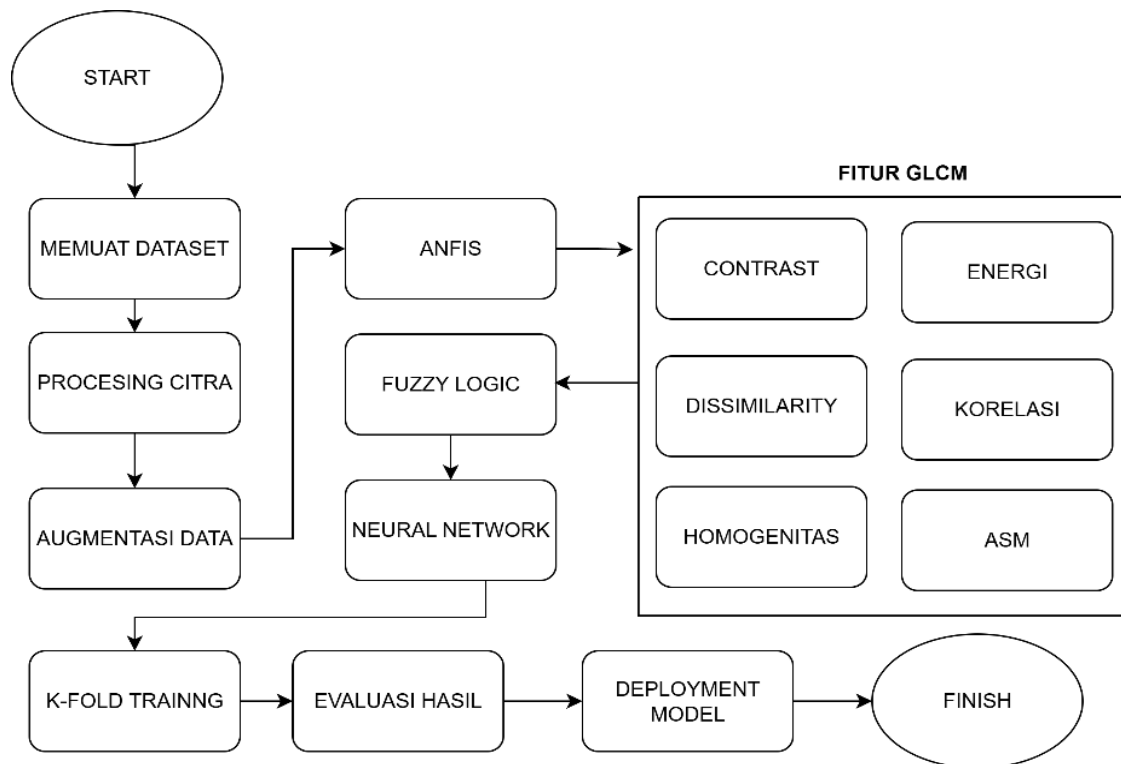 START
MEMUAT DATASET
PROCESING CITRA
AUGMENTASI DATA
ANFIS
FITUR GLCM
CONTRAST
ENERGI
DISSIMILARITY
KORELASI
HOMOGENITAS
ASM
FUZZY LOGIC
NEURAL NETWORK
K-FOLD TRAINNG
EVALUASI HASIL
DEPLOYMENT
MODEL
FINISH